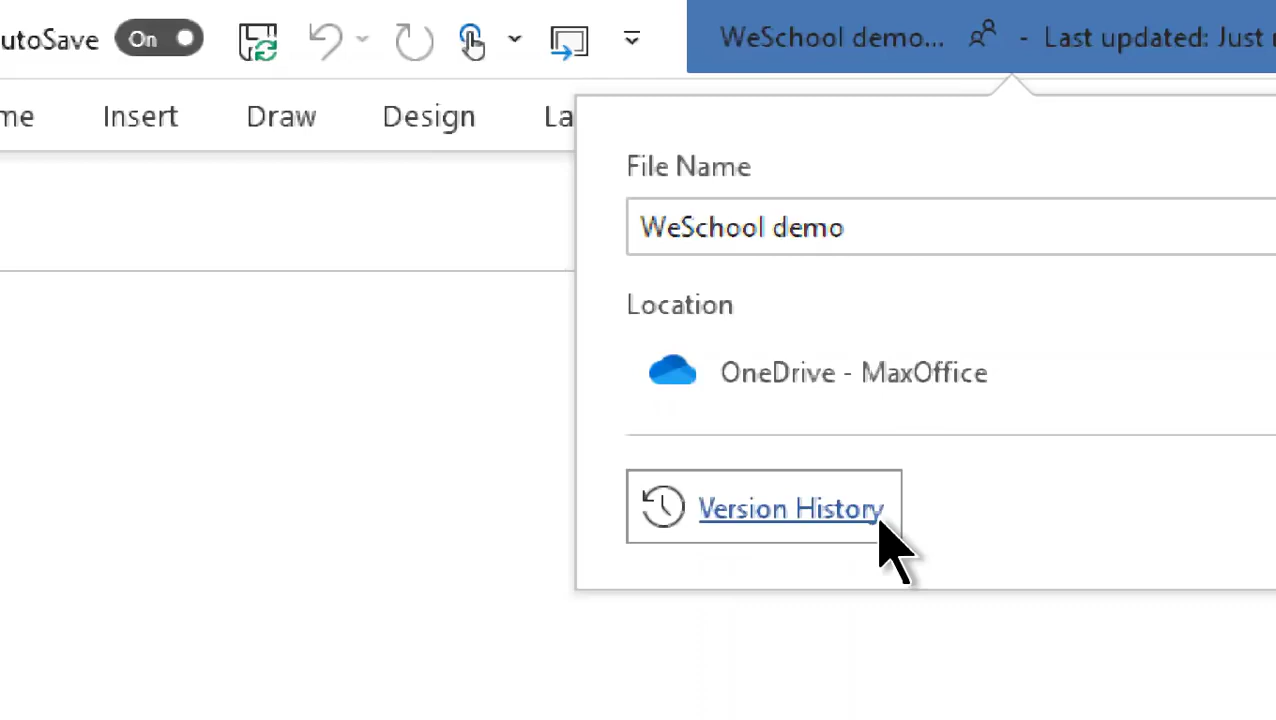 utoSave On
WeSchool demo... - Last updated: Just
me Insert Draw Design La
File Name
WeSchool demo
Location
OneDrive - MaxOffice
Version History